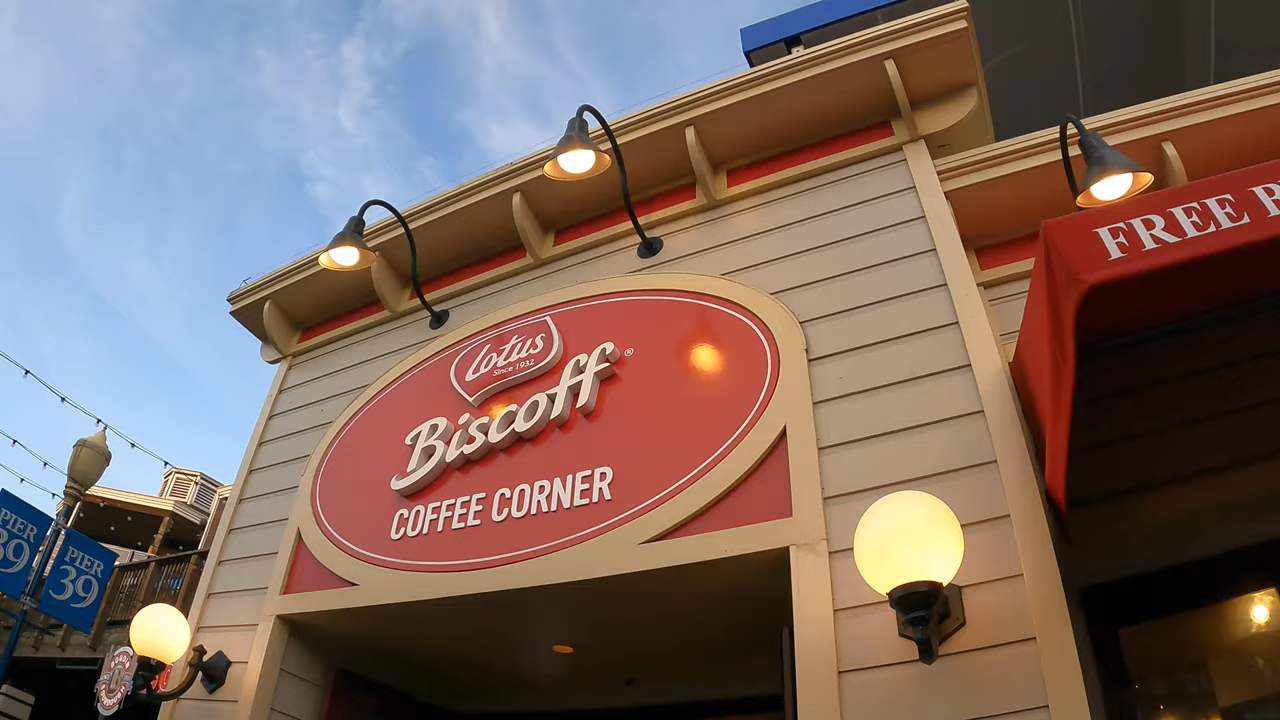 Lotus
Since 1932
Biscoff®
COFFEE CORNER
FREE
PIER
39
PIER
39